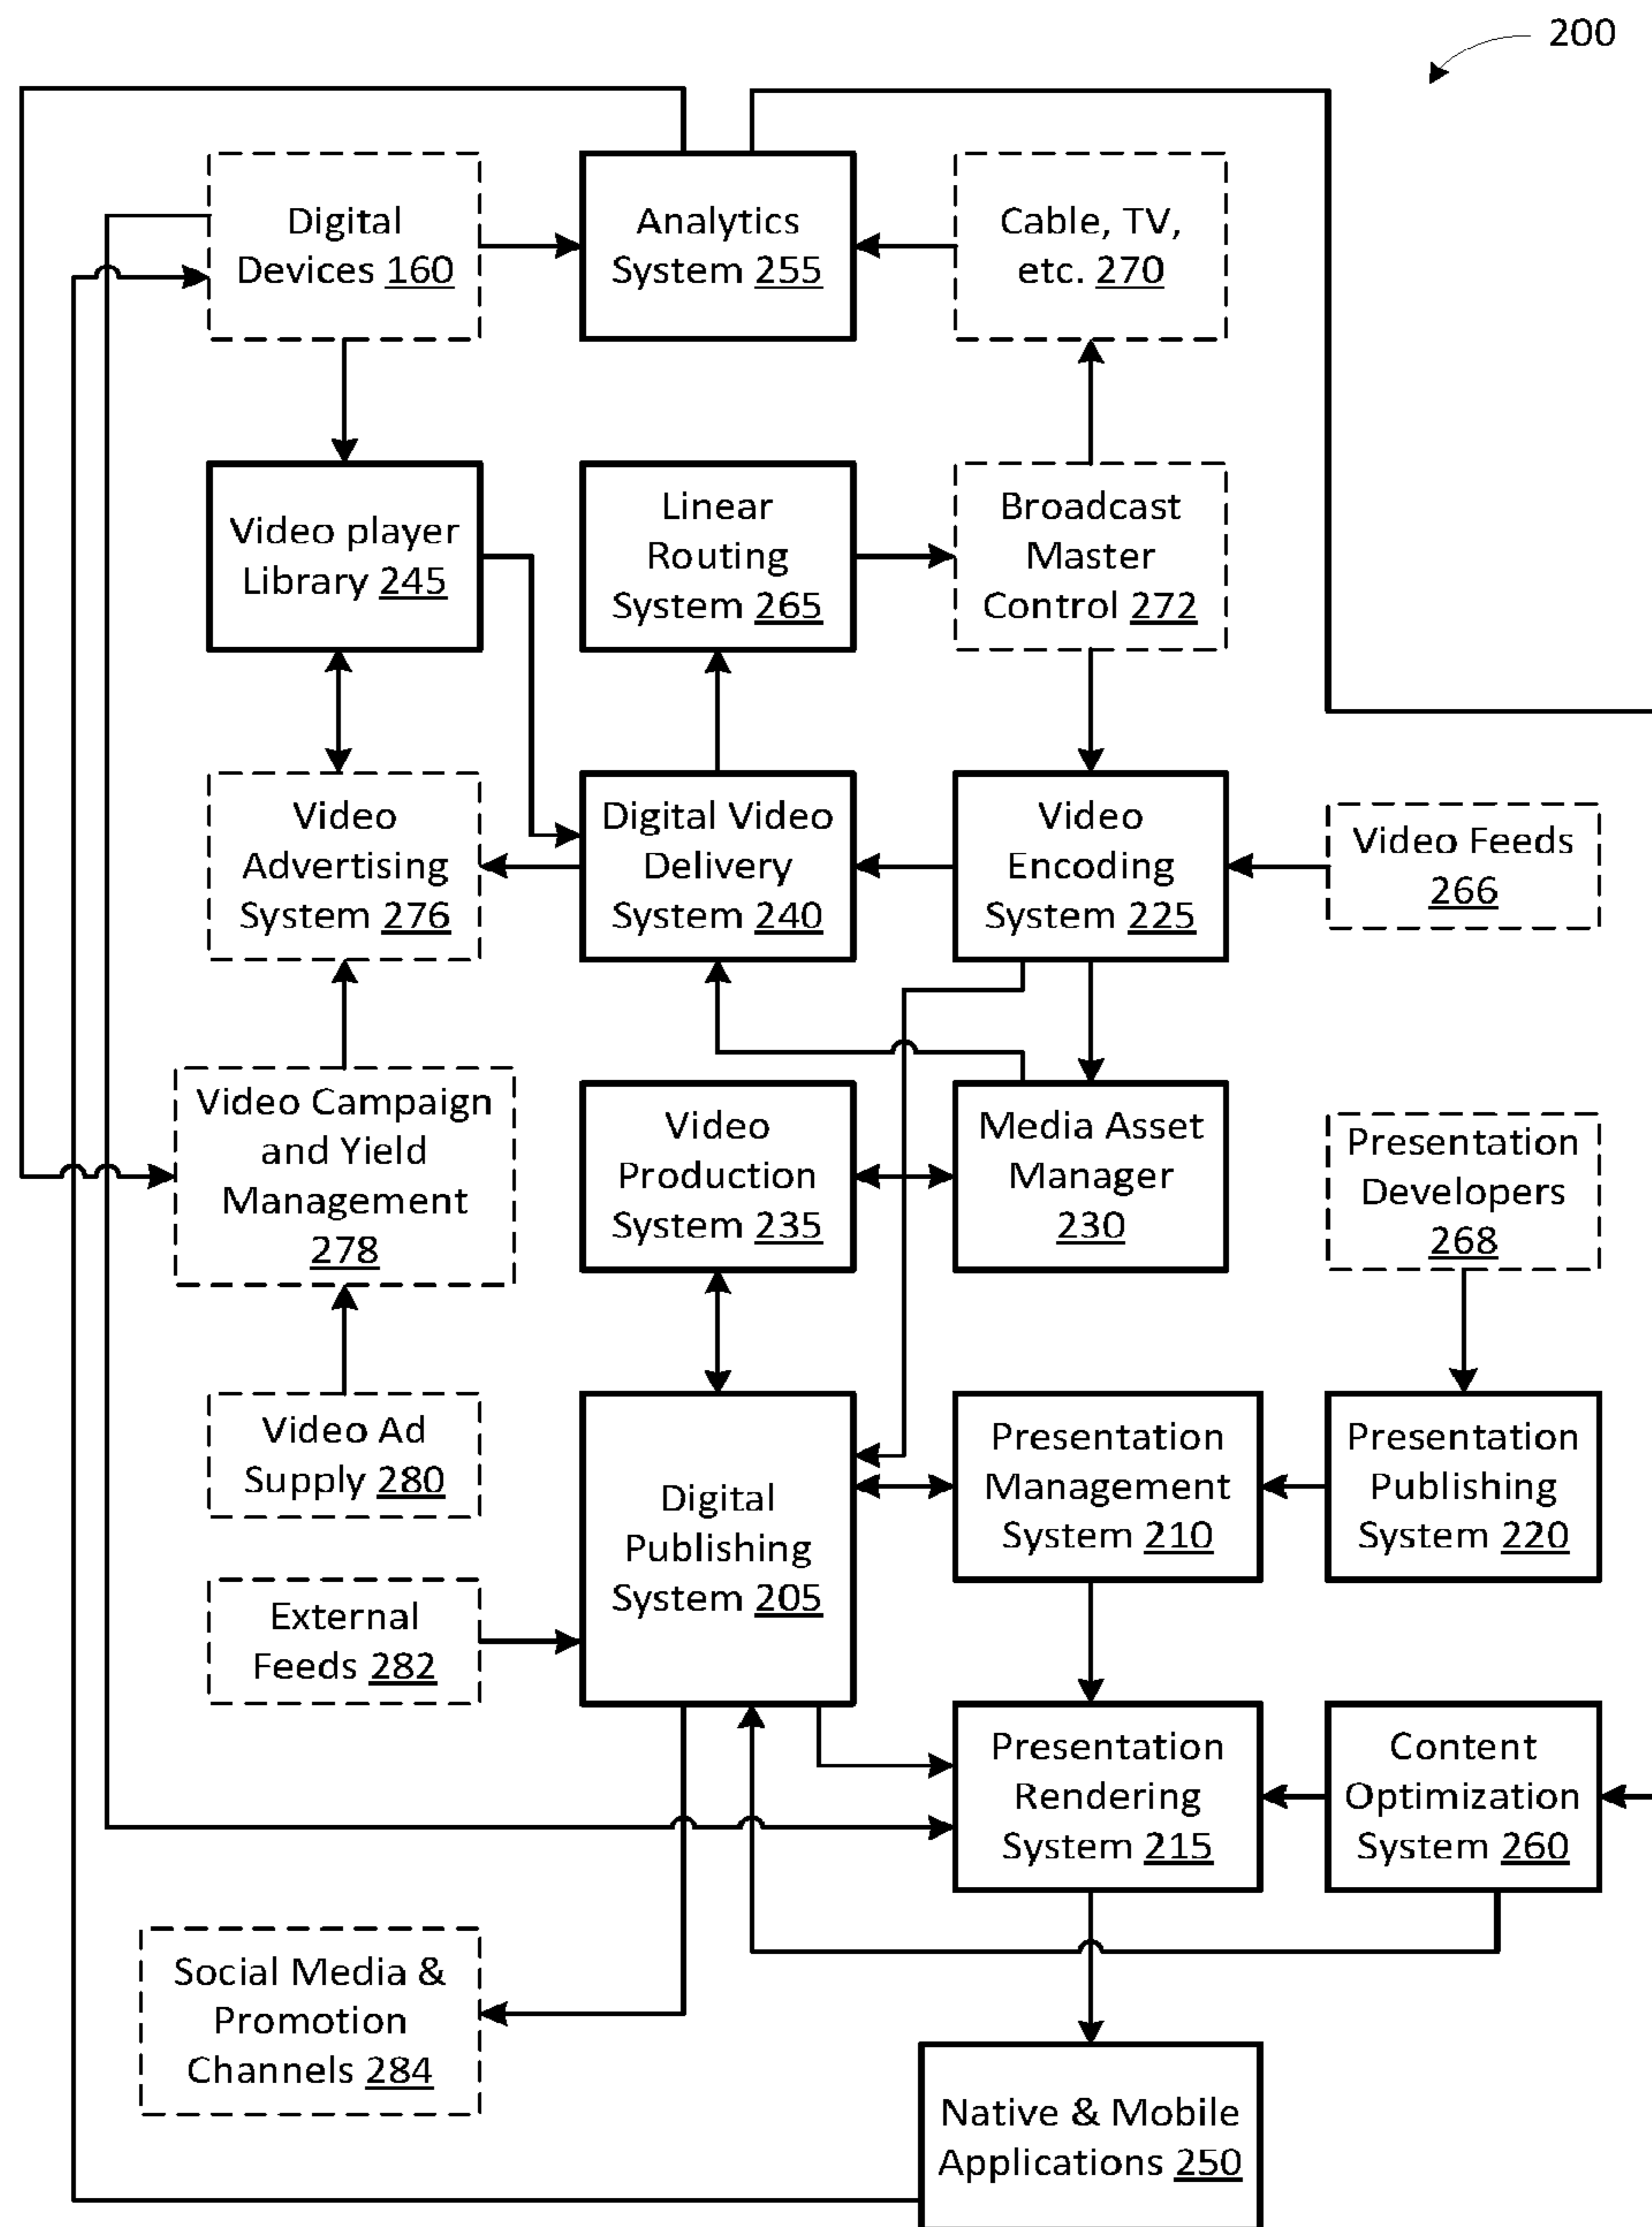 200
Digital
Devices 160
Analytics
System 255
Cable, TV,
etc. 270
Video player
Library 245
Linear
Routing
System 265
Broadcast
Master
Control 272
Video
Advertising
System 276
Digital Video
Delivery
System 240
Video
Encoding
System 225
Video Feeds
266
Video Campaign
and Yield
Management
278
Video
Production
System 235
Media Asset
Manager
230
Presentation
Developers
268
Video Ad
Supply 280
External
Feeds 282
Digital
Publishing
System 205
Presentation
Management
System 210
Presentation
Publishing
System 220
Presentation
Rendering
System 215
Content
Optimization
System 260
Social Media &
Promotion
Channels 284
Native & Mobile
Applications 250